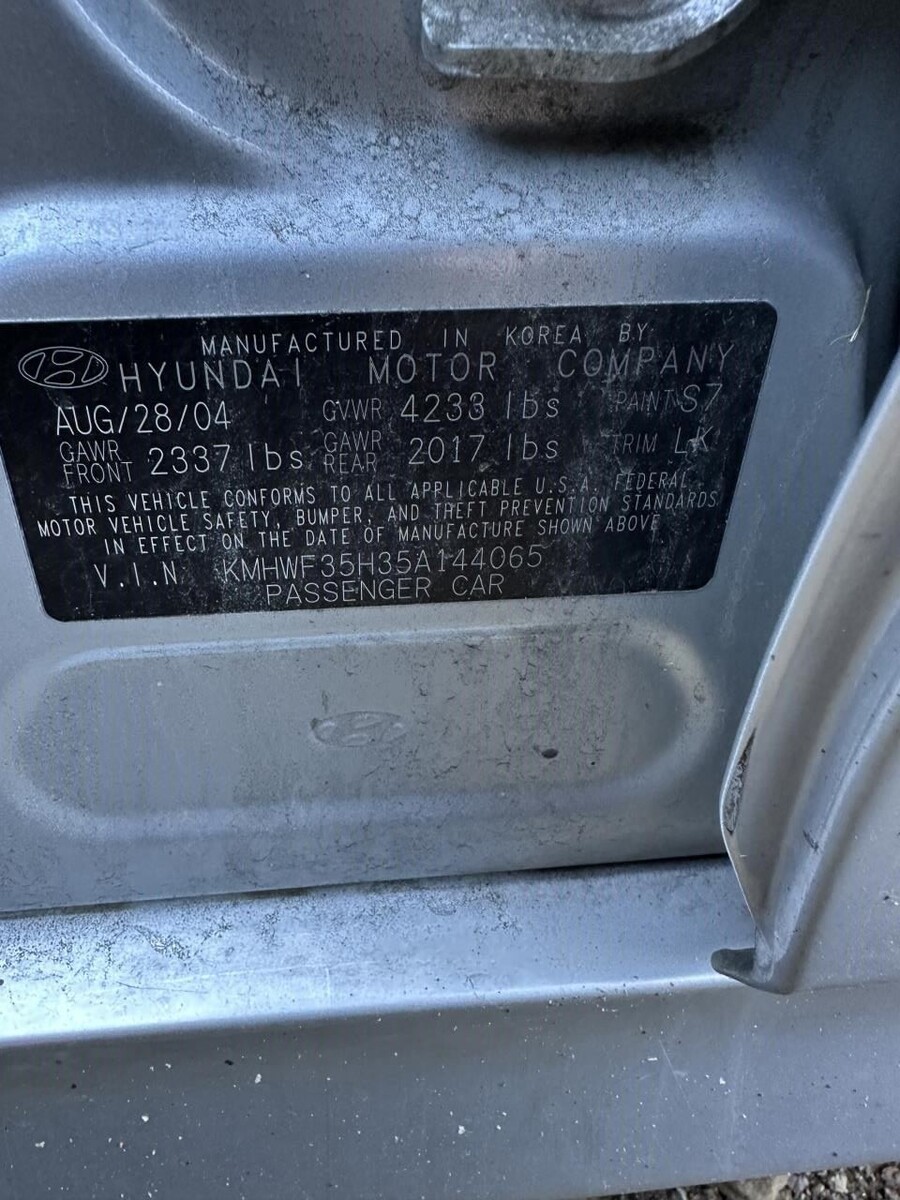 MANUFACTURED IN KOREA BY:
HYUNDAI MOTOR COMPANY
AUG/28/04 GVWR 4233 lbs PAINT S7
GAWR FRONT 2337 lbs GAWR REAR 2017 lbs TRIM LK
THIS VEHICLE CONFORMS TO ALL APPLICABLE U.S.A. FEDERAL
MOTOR VEHICLE SAFETY, BUMPER, AND THEFT PREVENTION STANDARDS
IN EFFECT ON THE DATE OF MANUFACTURE SHOWN ABOVE
V.I.N KMHWF35H35A144065
PASSENGER CAR